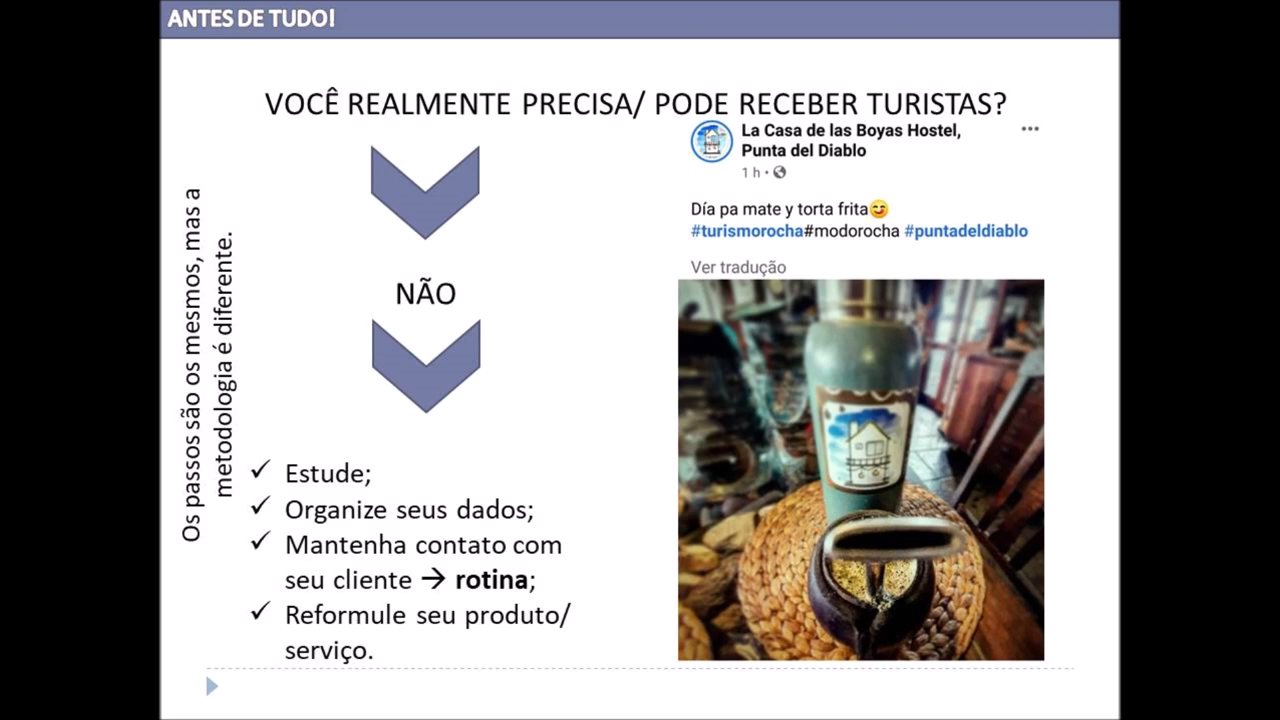 ANTES DE TUDO!
VOCÊ REALMENTE PRECISA/ PODE RECEBER TURISTAS?
Os passos são os mesmos, mas a
metodologia é diferente.
NÃO
✓ Estude;
✓ Organize seus dados;
✓ Mantenha contato com
seu cliente → rotina;
✓ Reformule seu produto/
serviço.
La Casa de las Boyas Hostel,
Punta del Diablo
1 h •
Día pa mate y torta frita😋
#turismorocha#modorocha #puntadeldiablo
Ver tradução